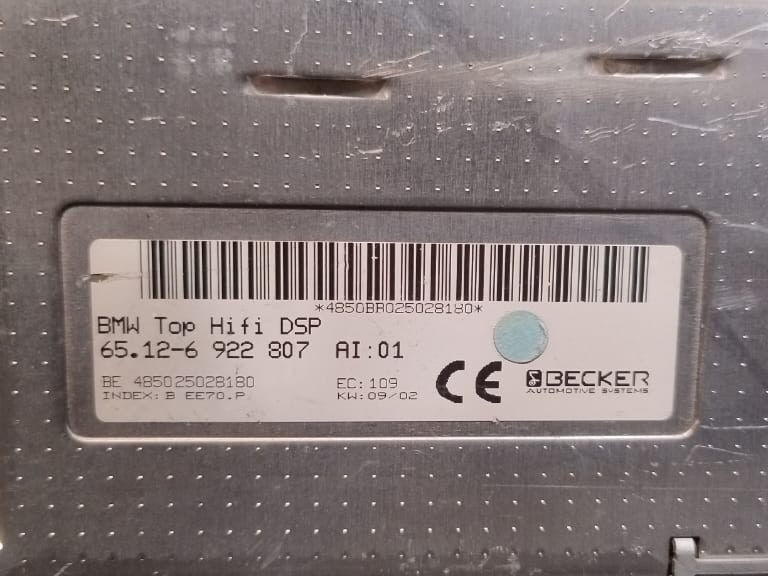 *4850BR025028180*
BMW Top Hifi DSP
65.12-6 922 807 AI:01
BE 485025028180 EC:109
INDEX: B EE70.P KW:09/02
CE
BECKER
AUTOMOTIVE SYSTEMS